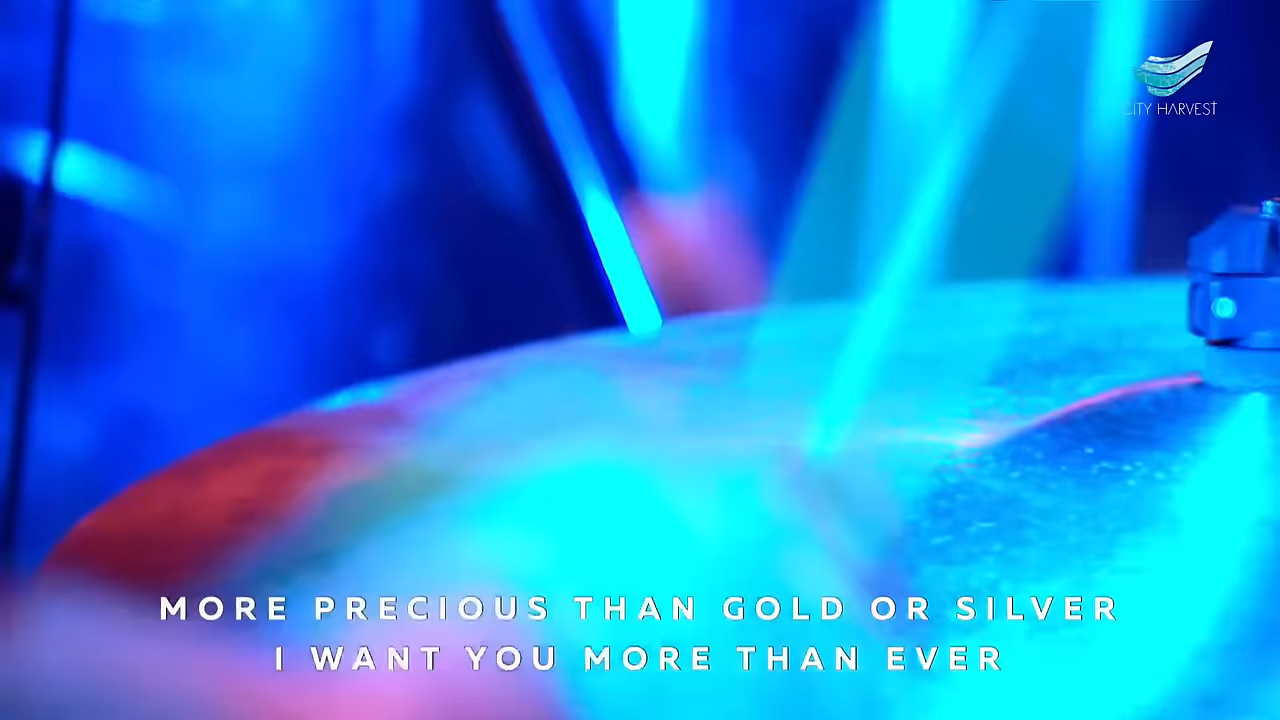 CITY HARVEST
MORE PRECIOUS THAN GOLD OR SILVER
I WANT YOU MORE THAN EVER